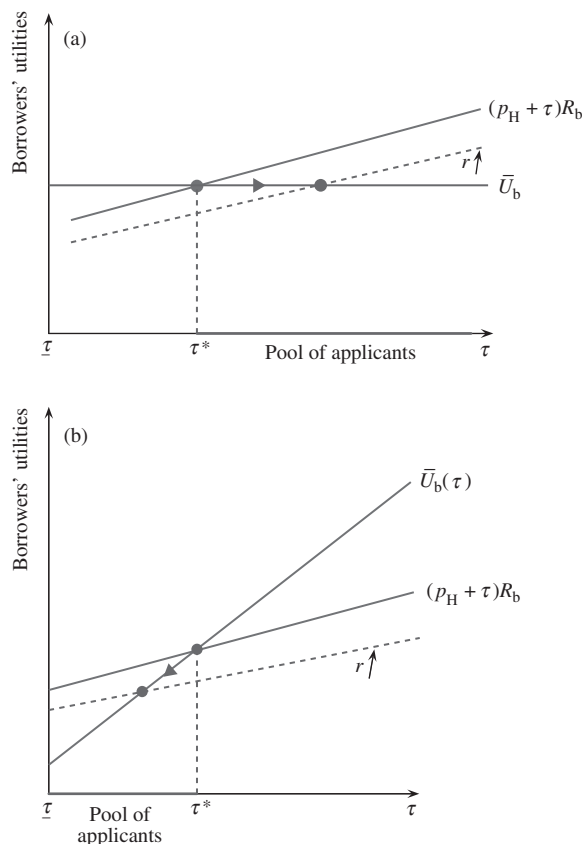 (a)
Borrowers' utilities
(p_H + τ)R_b
r
Ū_b
τ̲
τ*
Pool of applicants
τ
(b)
Borrowers' utilities
Ū_b(τ)
(p_H + τ)R_b
r
τ̲
Pool of
applicants
τ*
τ